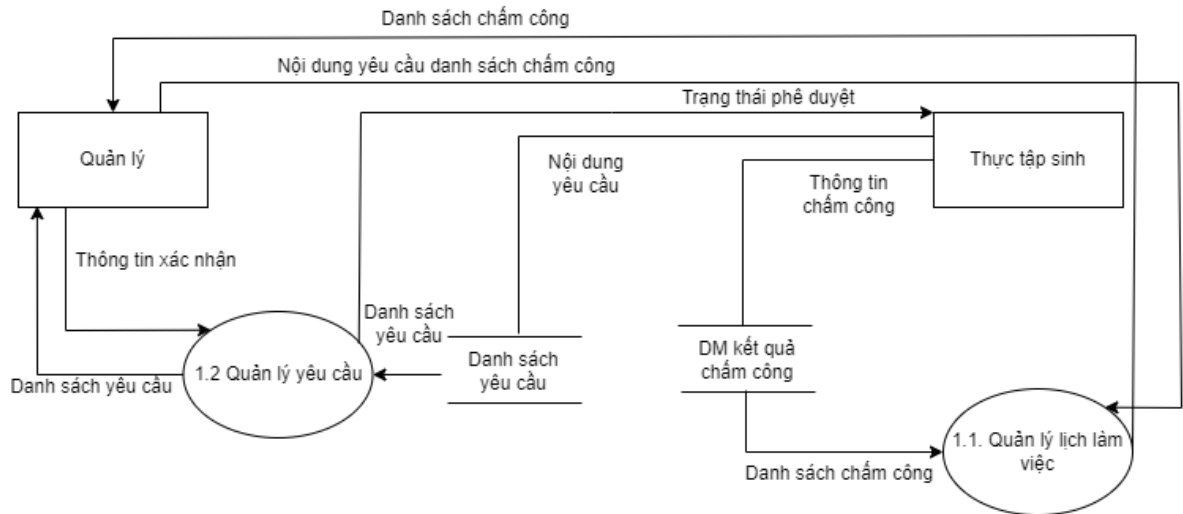 Danh sách chấm công
Nội dung yêu cầu danh sách chấm công
Trạng thái phê duyệt
Quản lý
Nội dung
yêu cầu
Thực tập sinh
Thông tin
chấm công
Thông tin xác nhận
Danh sách
yêu cầu
Danh sách yêu cầu
1.2 Quản lý yêu cầu
Danh sách
yêu cầu
DM kết quả
chấm công
Danh sách chấm công
1.1. Quản lý lịch làm
việc